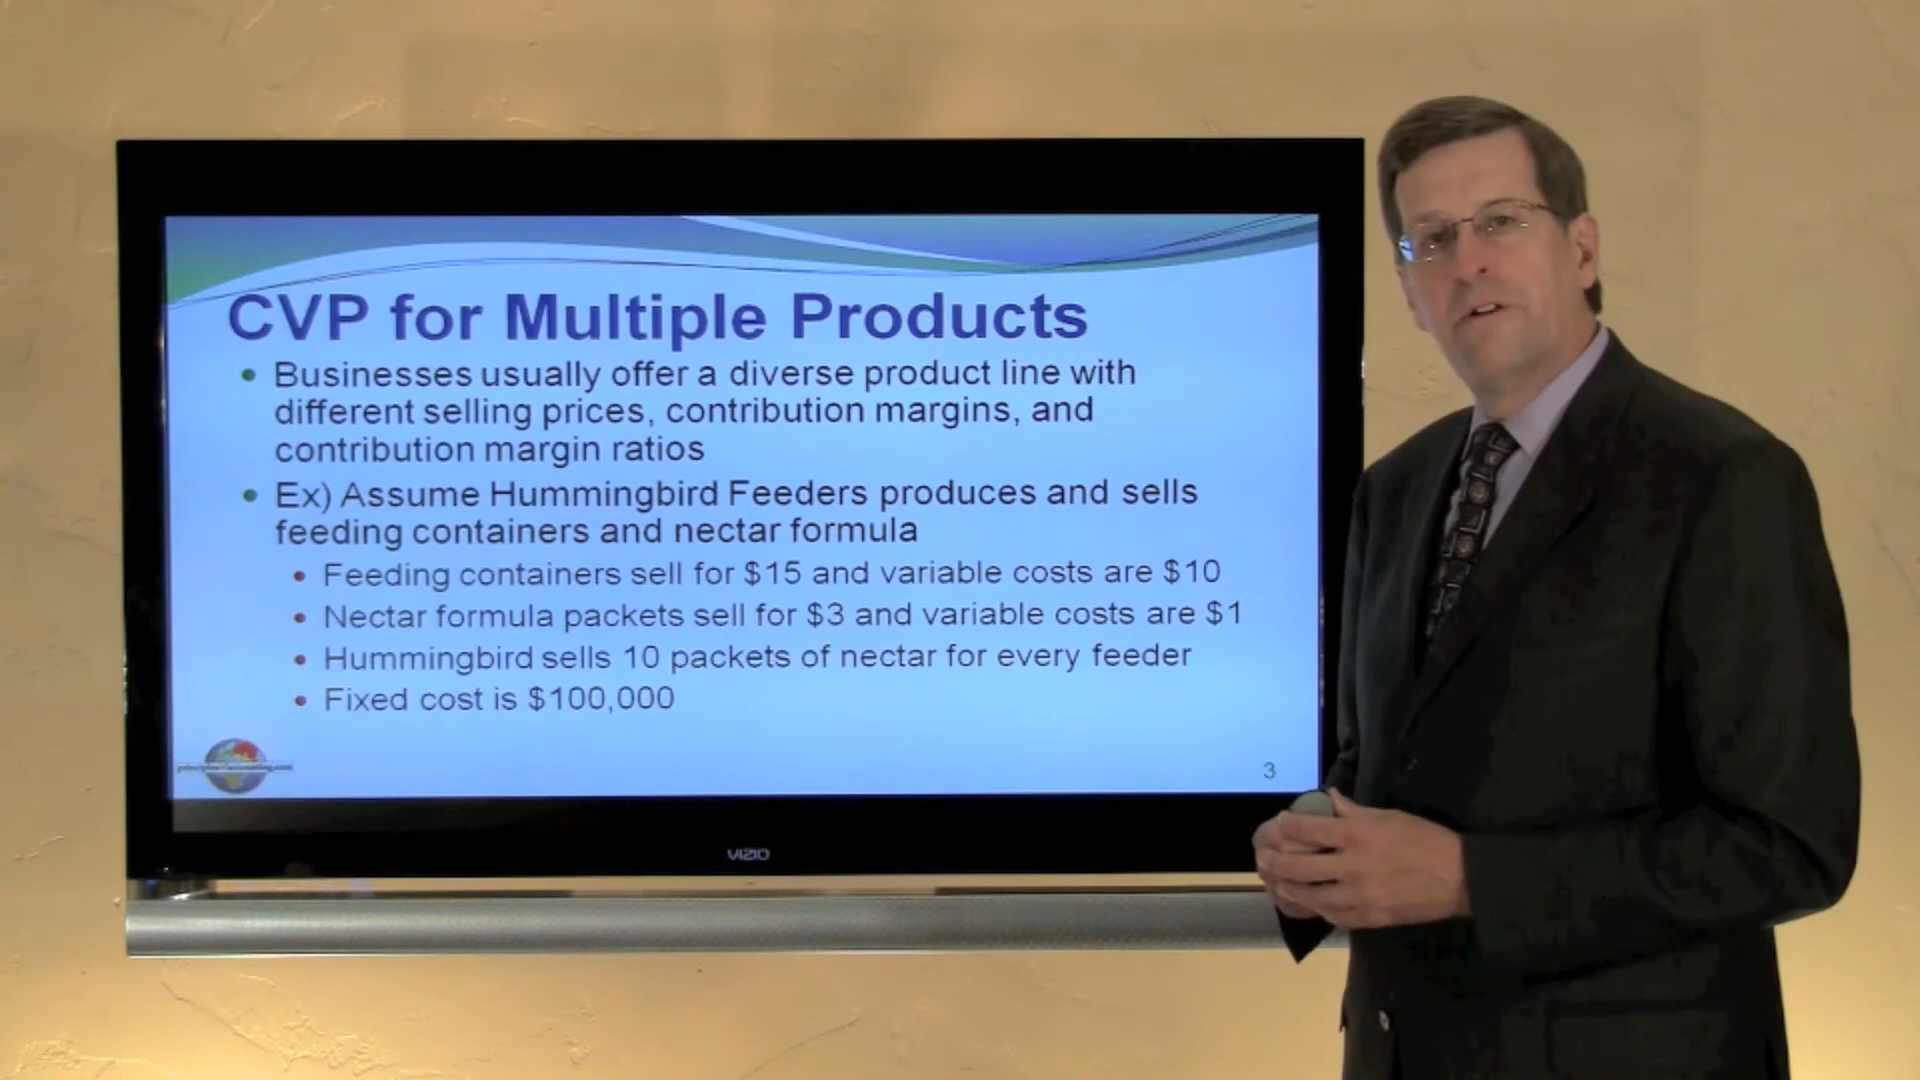 CVP for Multiple Products
Businesses usually offer a diverse product line with
different selling prices, contribution margins, and
contribution margin ratios
Ex) Assume Hummingbird Feeders produces and sells
feeding containers and nectar formula
Feeding containers sell for $15 and variable costs are $10
Nectar formula packets sell for $3 and variable costs are $1
Hummingbird sells 10 packets of nectar for every feeder
Fixed cost is $100,000
principlesofaccounting.com
3
VIZIO